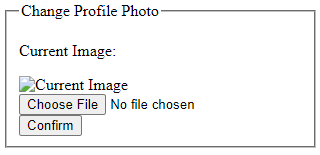 Change Profile Photo
Current Image:
Current Image
Choose File No file chosen
Confirm